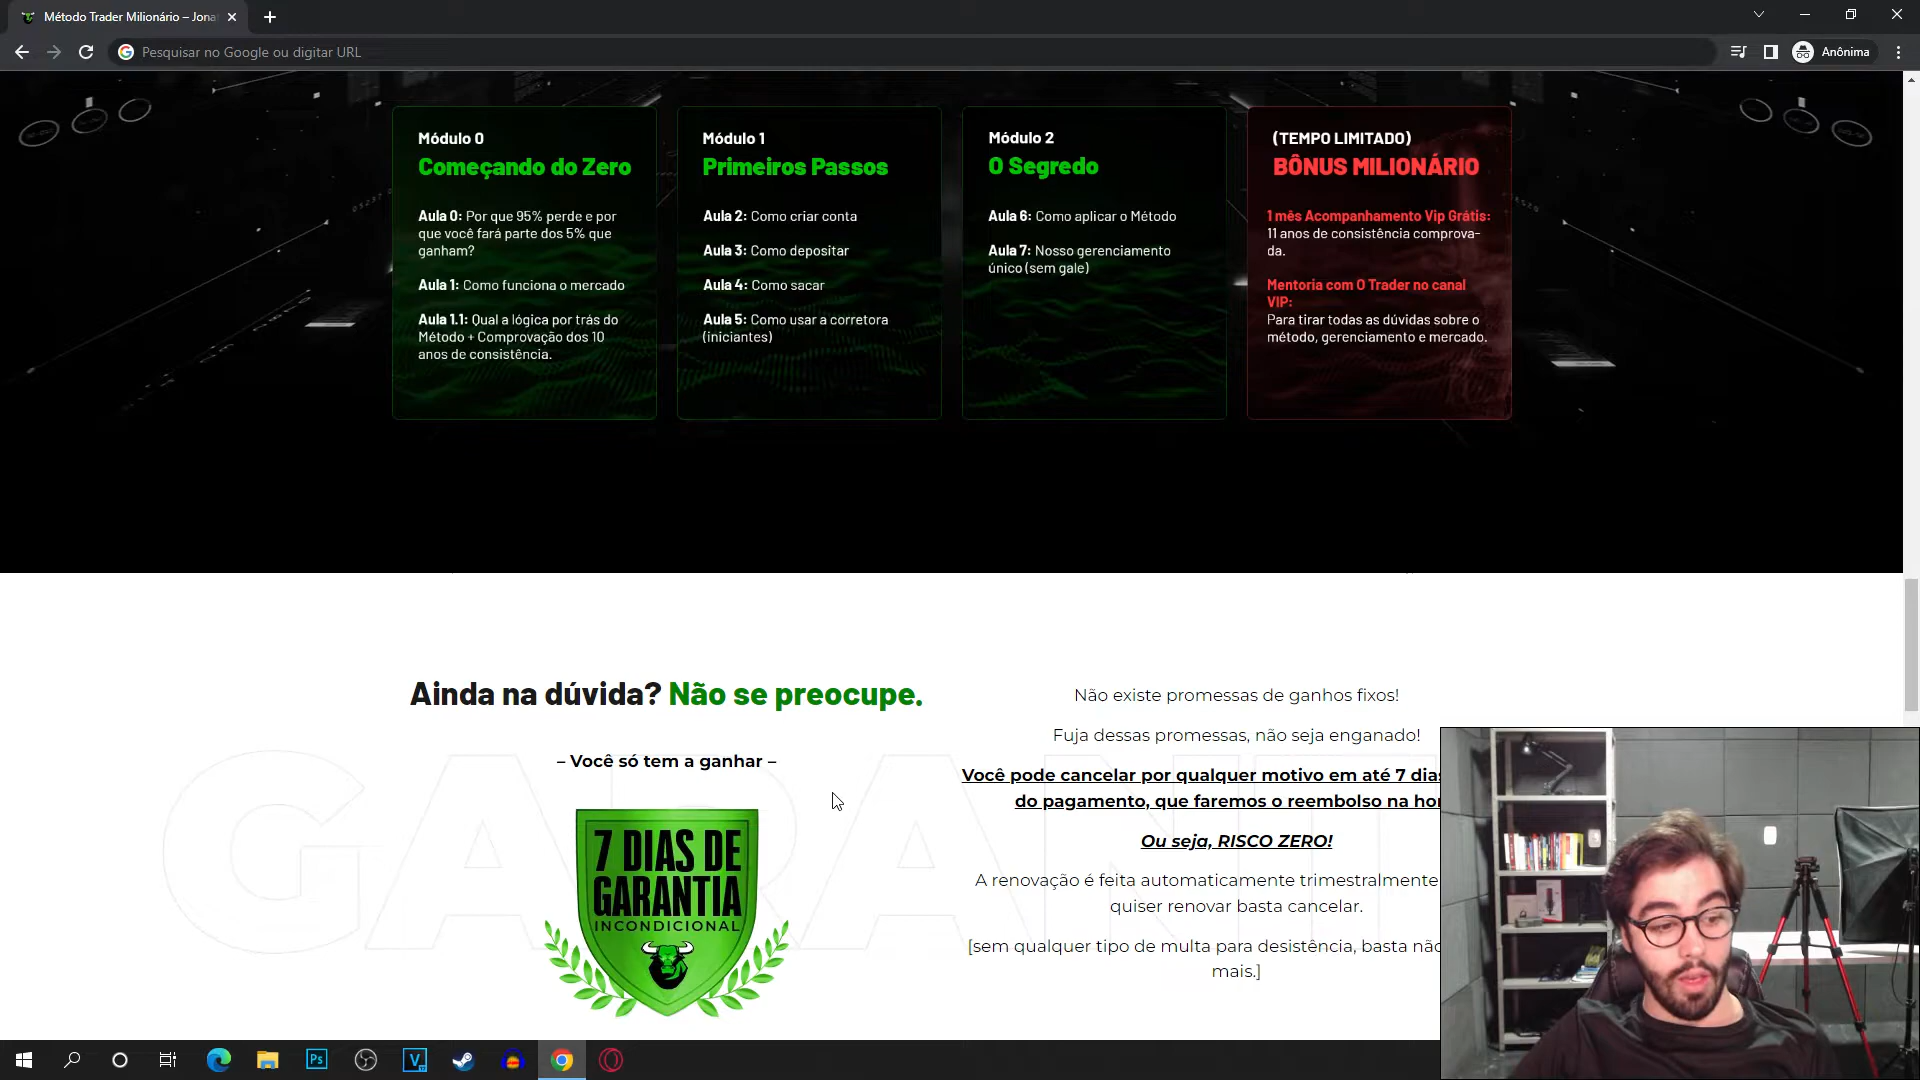 Método Trader Milionário – Jona
Pesquisar no Google ou digitar URL
Anônima
Módulo 0
Começando do Zero
Aula 0: Por que 95% perde e por
que você fará parte dos 5% que
ganham?
Aula 1: Como funciona o mercado
Aula 1.1: Qual a lógica por trás do
Método + Comprovação dos 10
anos de consistência.
Módulo 1
Primeiros Passos
Aula 2: Como criar conta
Aula 3: Como depositar
Aula 4: Como sacar
Aula 5: Como usar a corretora
(iniciantes)
Módulo 2
O Segredo
Aula 6: Como aplicar o Método
Aula 7: Nosso gerenciamento
único (sem gale)
(TEMPO LIMITADO)
BÔNUS MILIONÁRIO
1 mês Acompanhamento Vip Grátis:
11 anos de consistência comprova-
da.
Mentoria com O Trader no canal
VIP:
Para tirar todas as dúvidas sobre o
método, gerenciamento e mercado.
Ainda na dúvida? Não se preocupe.
– Você só tem a ganhar –
GARANT
7 DIAS DE
GARANTIA
INCONDICIONAL
Não existe promessas de ganhos fixos!
Fuja dessas promessas, não seja enganado!
Você pode cancelar por qualquer motivo em até 7 dias
do pagamento, que faremos o reembolso na
Ou seja, RISCO ZERO!
A renovação é feita automaticamente trimestralmente
quiser renovar basta cancelar.
[sem qualquer tipo de multa para desistência, basta não
mais.]
Ps
V